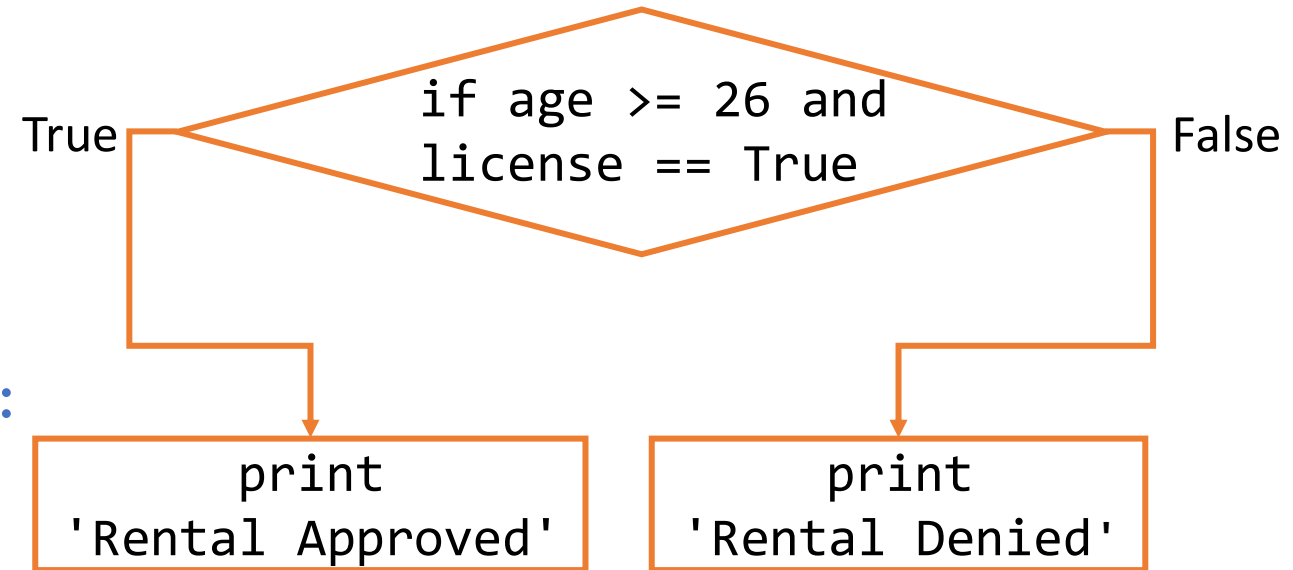 if age >= 26 and
license == True
True
False
:
print
'Rental Approved'
print
'Rental Denied'